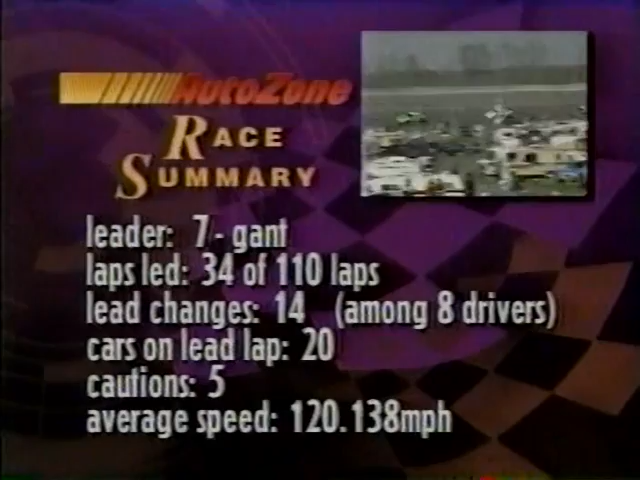 AutoZone
RACE
SUMMARY
leader: 7 - gant
laps led: 34 of 110 laps
lead changes: 14 (among 8 drivers)
cars on lead lap: 20
cautions: 5
average speed: 120.138mph